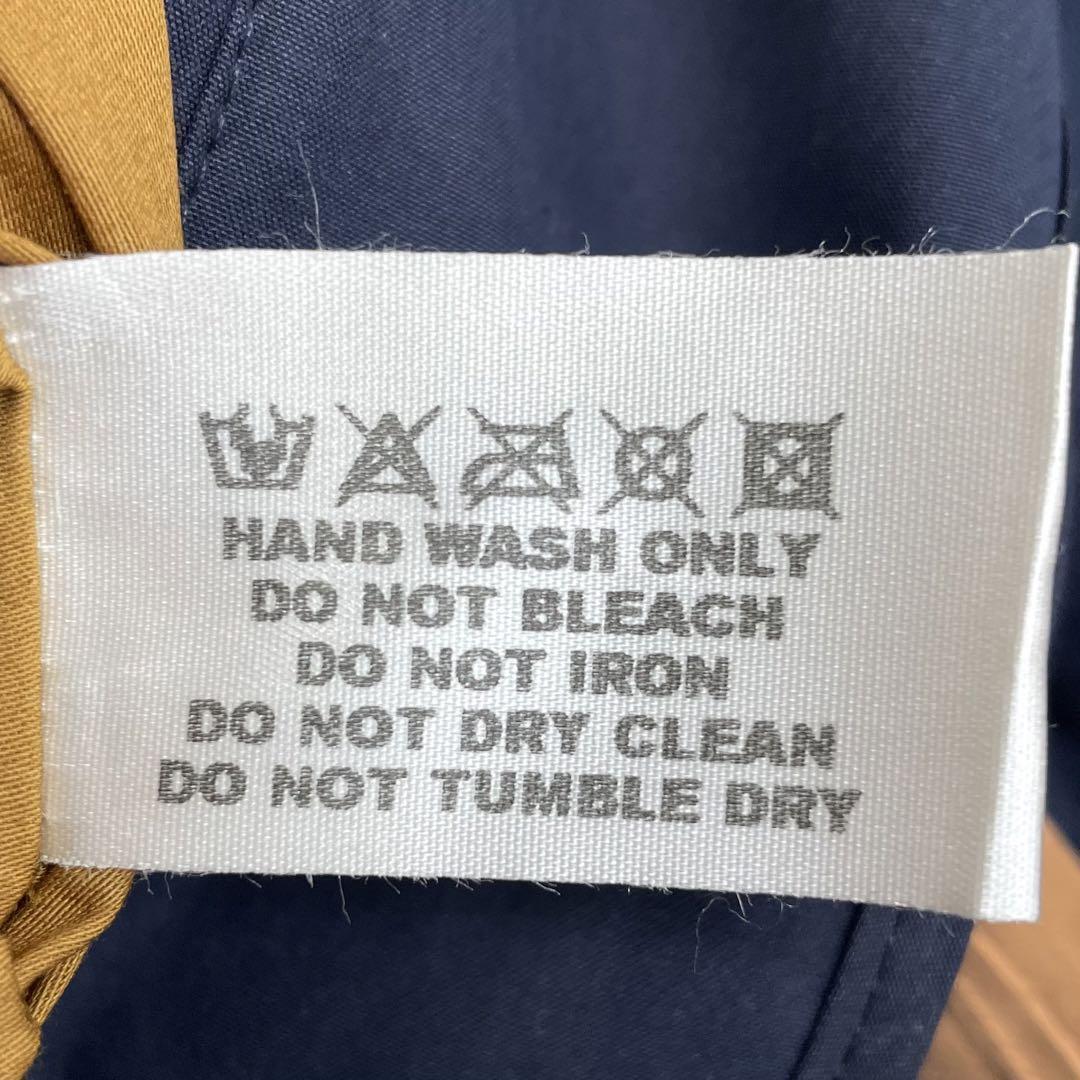 HAND WASH ONLY
DO NOT BLEACH
DO NOT IRON
DO NOT DRY CLEAN
DO NOT TUMBLE DRY